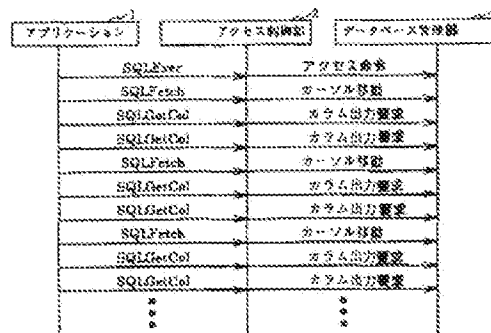 1 2 3
アプリケーション アクセス制御部 データベース管理部
SQLExec アクセス命令
SQLFetch カーソル移動
SQLGetCol カラム出力要求
SQLGetCol カラム出力要求
SQLFetch カーソル移動
SQLGetCol カラム出力要求
SQLGetCol カラム出力要求
SQLFetch カーソル移動
SQLGetCol カラム出力要求
SQLGetCol カラム出力要求